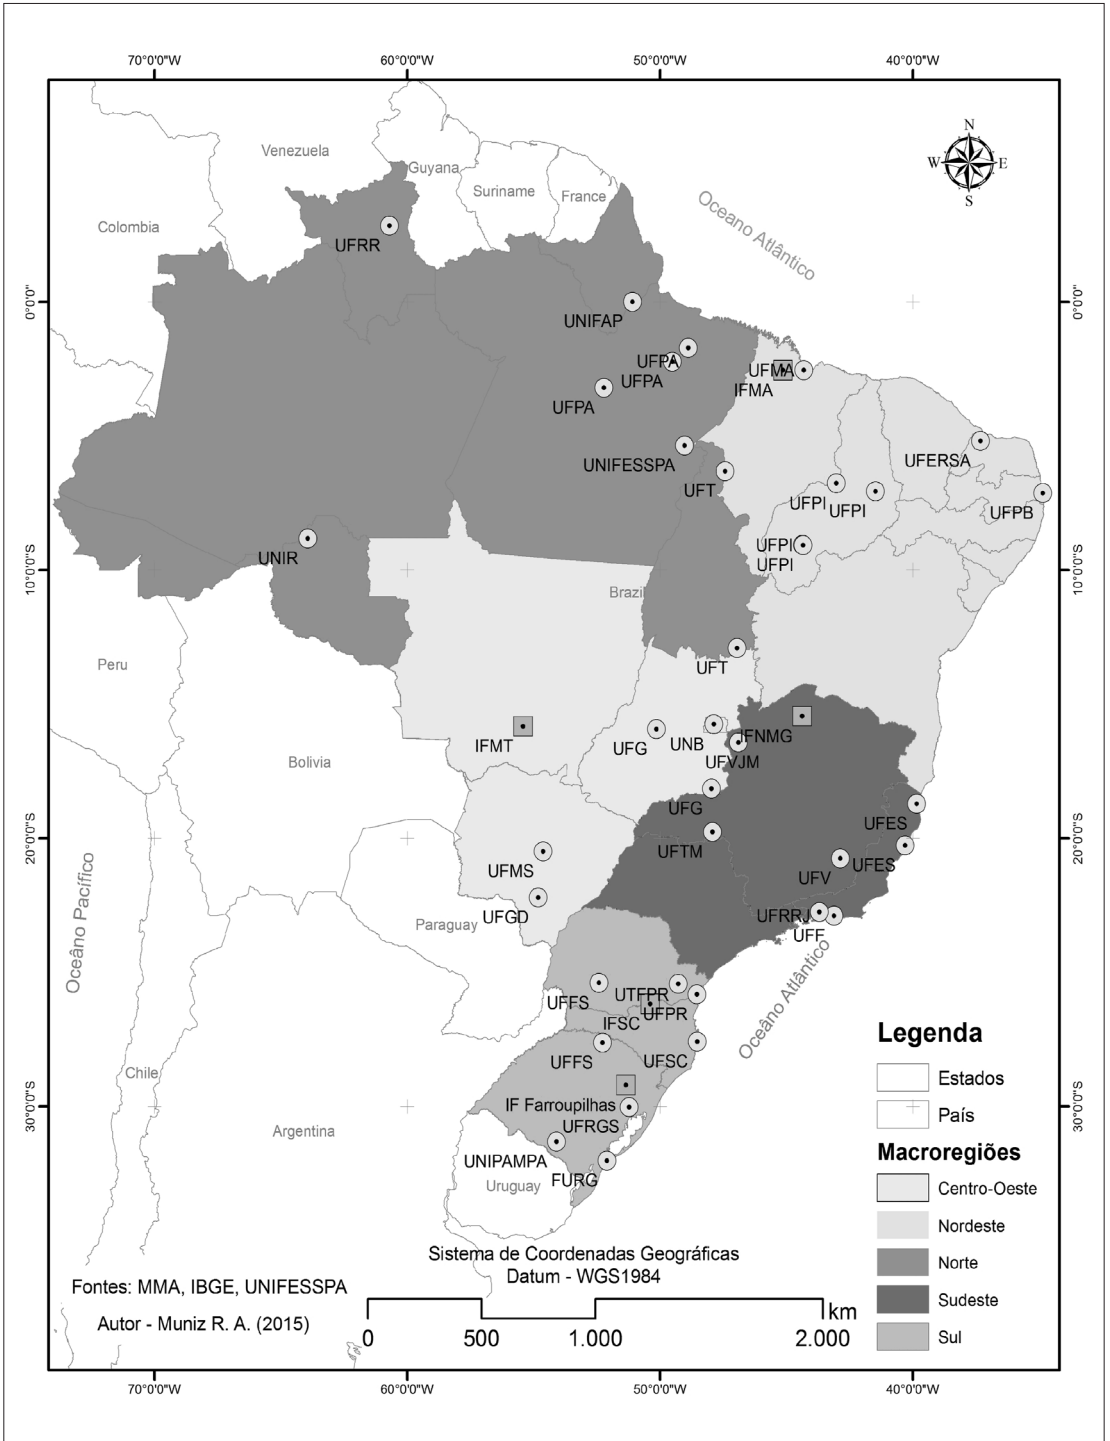 70°0'0"W 60°0'0"W 50°0'0"W 40°0'0"W
N
W E
S
Venezuela
Guyana
Suriname
France
Colombia
Oceano Atlântico
UFRR
0°0'0" 0°0'0"
UNIFAP
UFPA
UFPA
UFPA
UFMA
IFMA
UNIFESSPA
UFERSA
UFT
UFPI
UFPI
UFPB
UNIR
UFPI
UFPI
10°0'0"S 10°0'0"S
Brazil
Peru
UFT
IFMT
UFG
UNB
IFNMG
UFVJM
Bolivia
UFG
UFES
20°0'0"S 20°0'0"S
UFTM
UFMS
UFV
UFES
UFGD
UFRRJ
UFF
Paraguay
Oceâno Pacífico
Oceâno Atlântico
UFFS
UTFPR
UFPR
IFSC
UFFS
UFSC
Chile
IF Farroupilhas
UFRGS
30°0'0"S 30°0'0"S
Argentina
UNIPAMPA
FURG
Uruguay
Legenda
Estados
País
Macroregiões
Centro-Oeste
Nordeste
Norte
Sudeste
Sul
Sistema de Coordenadas Geográficas
Datum - WGS1984
Fontes: MMA, IBGE, UNIFESSPA
Autor - Muniz R. A. (2015)
km
0 500 1.000 2.000
70°0'0"W 60°0'0"W 50°0'0"W 40°0'0"W